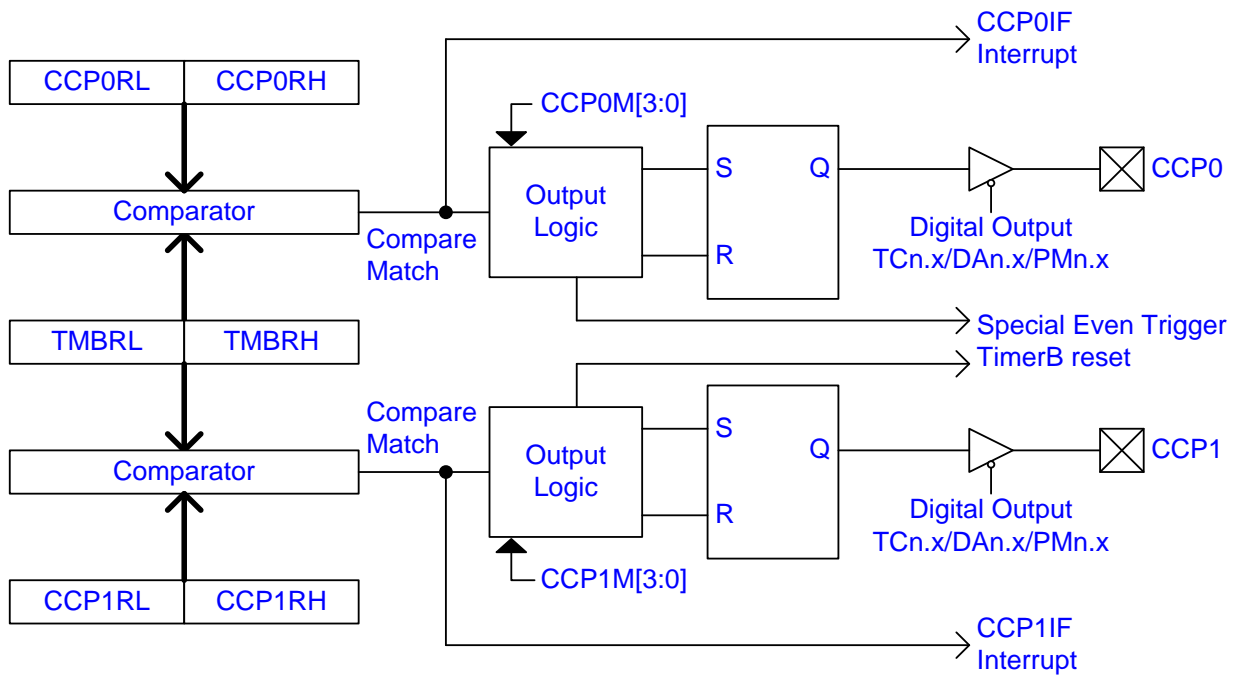 CCP0IF
Interrupt
CCP0RL CCP0RH
CCP0M[3:0]
S Q
R
Output
Logic
CCP0
Comparator
Compare
Match
Digital Output
TCn.x/DAn.x/PMn.x
TMBRL TMBRH
Special Even Trigger
TimerB reset
Compare
Match
S Q
R
Output
Logic
CCP1
Comparator
Digital Output
TCn.x/DAn.x/PMn.x
CCP1M[3:0]
CCP1RL CCP1RH
CCP1IF
Interrupt